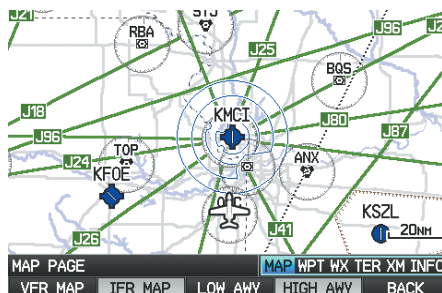 J21
STJ
J96
RBA
J25
BQS
J18
KMCI
J80
J96
J87
J24
TOP
ANX
KFOE
KSZL
20NM
J26
J41
MAP PAGE MAP WPT WX TER XM INFO
VFR MAP IFR MAP LOW AWY HIGH AWY BACK